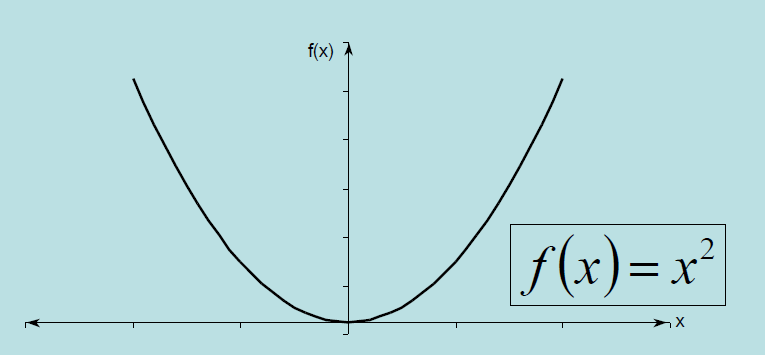 f(x)
f(x) = x²
x